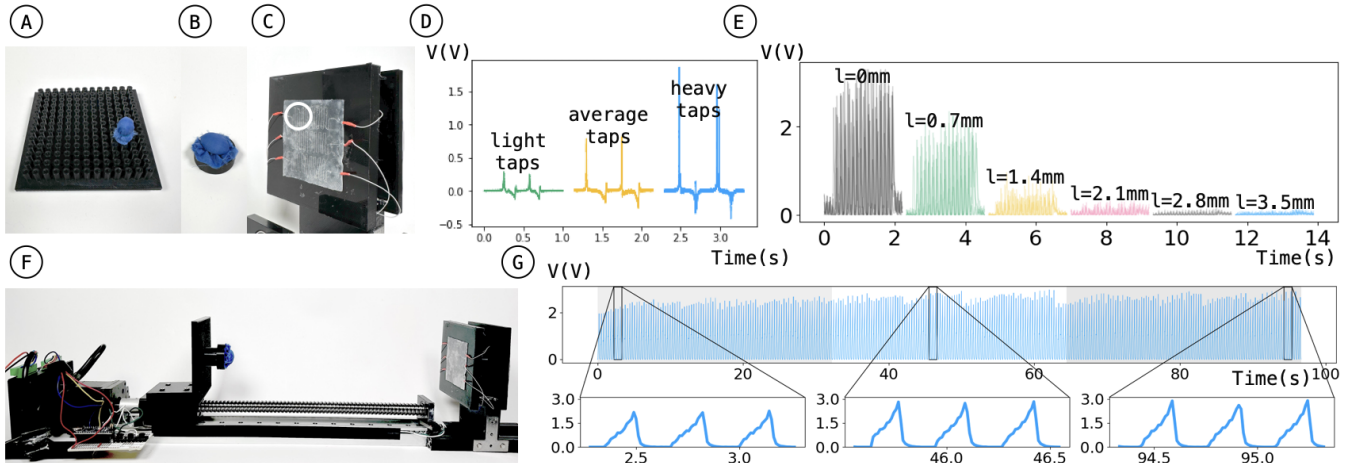 A
B
C
D
E
V(V)
V(V)
1.5
1.0
0.5
0.0
−0.5
light
taps
average
taps
heavy
taps
0.0 0.5 1.0 1.5 2.0 2.5 3.0
Time(s)
2
0
l=0mm
l=0.7mm
l=1.4mm
l=2.1mm
l=2.8mm
l=3.5mm
0 2 4 6 8 10 12 14
Time(s)
F
G
V(V)
2
0
0 20 40 60 80 100
Time(s)
3.0
1.5
0.0
2.5 3.0
3.0
1.5
0.0
46.0 46.5
3.0
1.5
0.0
94.5 95.0